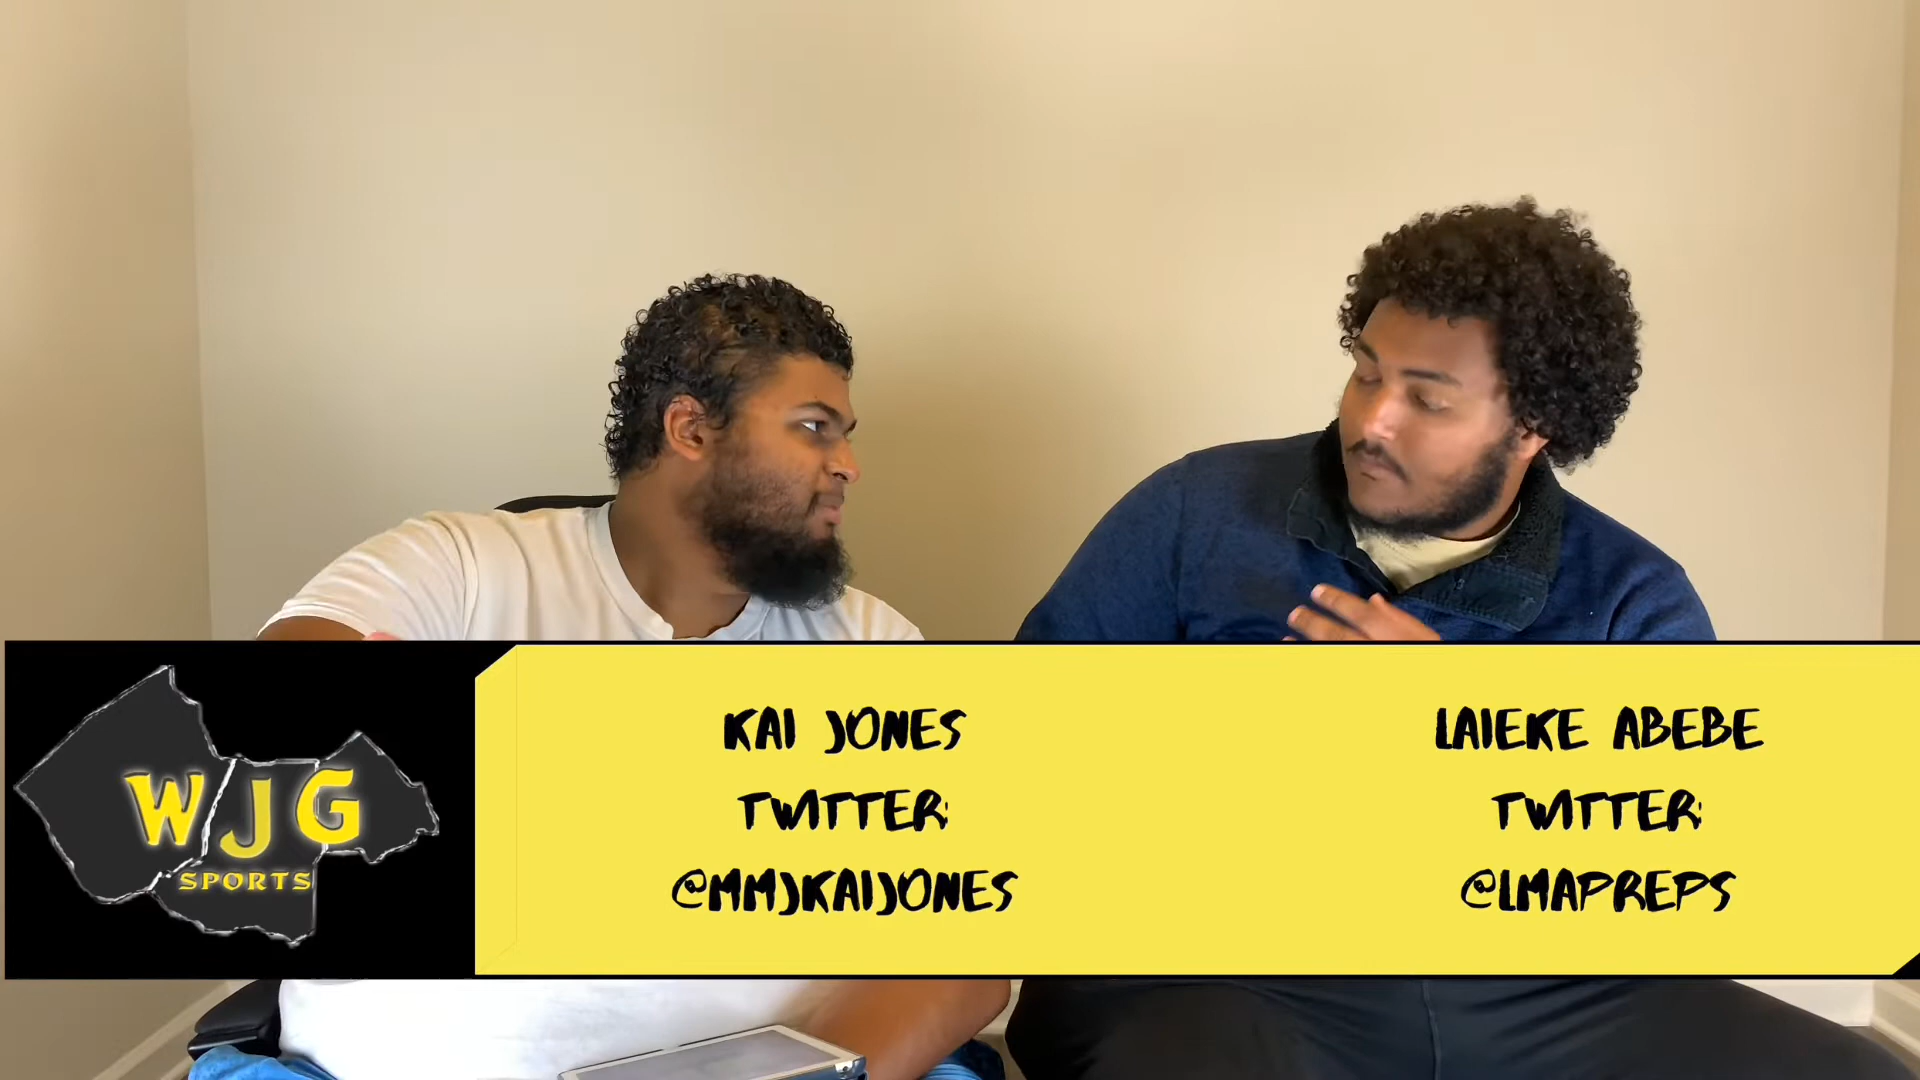 WJG
SPORTS
KAI JONES
TWITTER:
@MMJKAIJONES
LAIEKE ABEBE
TWITTER:
@LMAPREPS